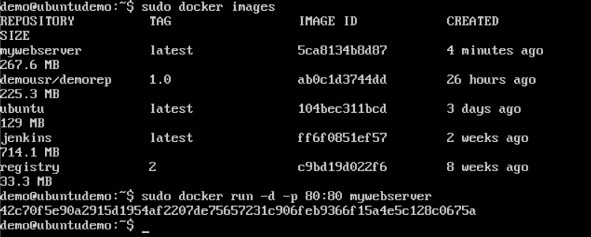 demo@ubuntudemo:~$ sudo docker images
REPOSITORY TAG IMAGE ID CREATED
SIZE
mywebserver latest 5ca8134b8d87 4 minutes ago
267.6 MB
demousr/demorep 1.0 ab0c1d3744dd 26 hours ago
225.3 MB
ubuntu latest 104bec311bcd 3 days ago
129 MB
jenkins latest ff6f0851ef57 2 weeks ago
714.1 MB
registry 2 c9bd19d022f6 8 weeks ago
33.3 MB
demo@ubuntudemo:~$ sudo docker run -d -p 80:80 mywebserver
42c70f5e90a2915d1954af2207de75657231c906feb9366f15a4e5c128c0675a
demo@ubuntudemo:~$ _